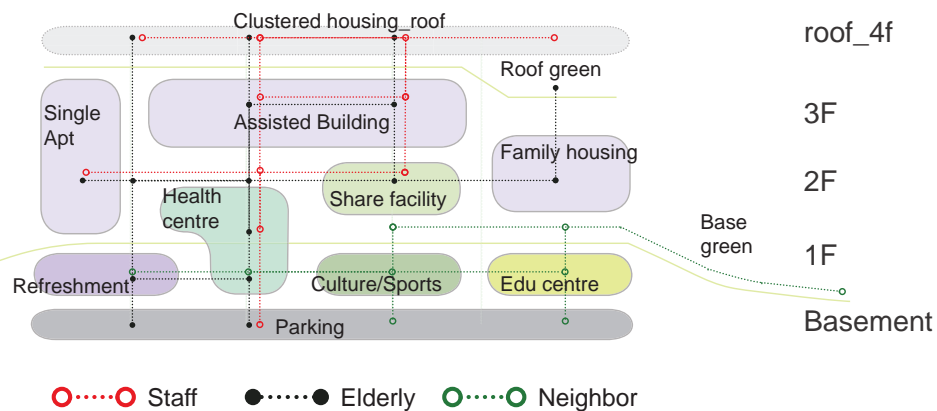 Clustered housing_roof
roof_4f
Roof green
Single
Apt
Assisted Building
3F
Family housing
Health
centre
Share facility
2F
Base
green
1F
Refreshment
Culture/Sports
Edu centre
Parking
Basement
Staff
Elderly
Neighbor